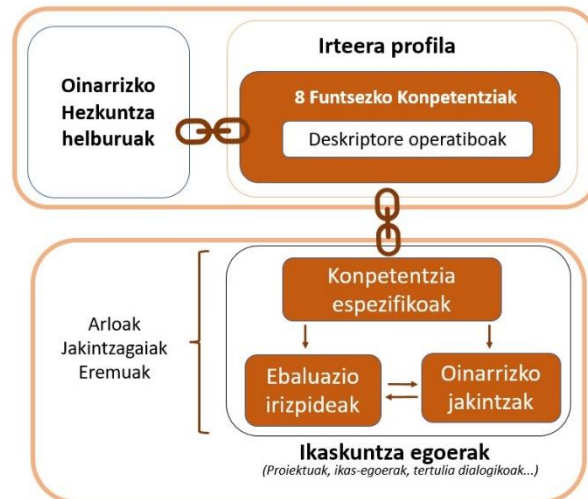 Oinarrizko
Hezkuntza
helburuak
Irteera profila
8 Funtsezko Konpetentziak
Deskriptore operatiboak
Arloak
Jakintzagaiak
Eremuak
Konpetentzia
espezifikoak
Ebaluazio
irizpideak
Oinarrizko
jakintzak
Ikaskuntza egoerak
(Proiektuak, ikas-egoerak, tertulia dialogikoak...)